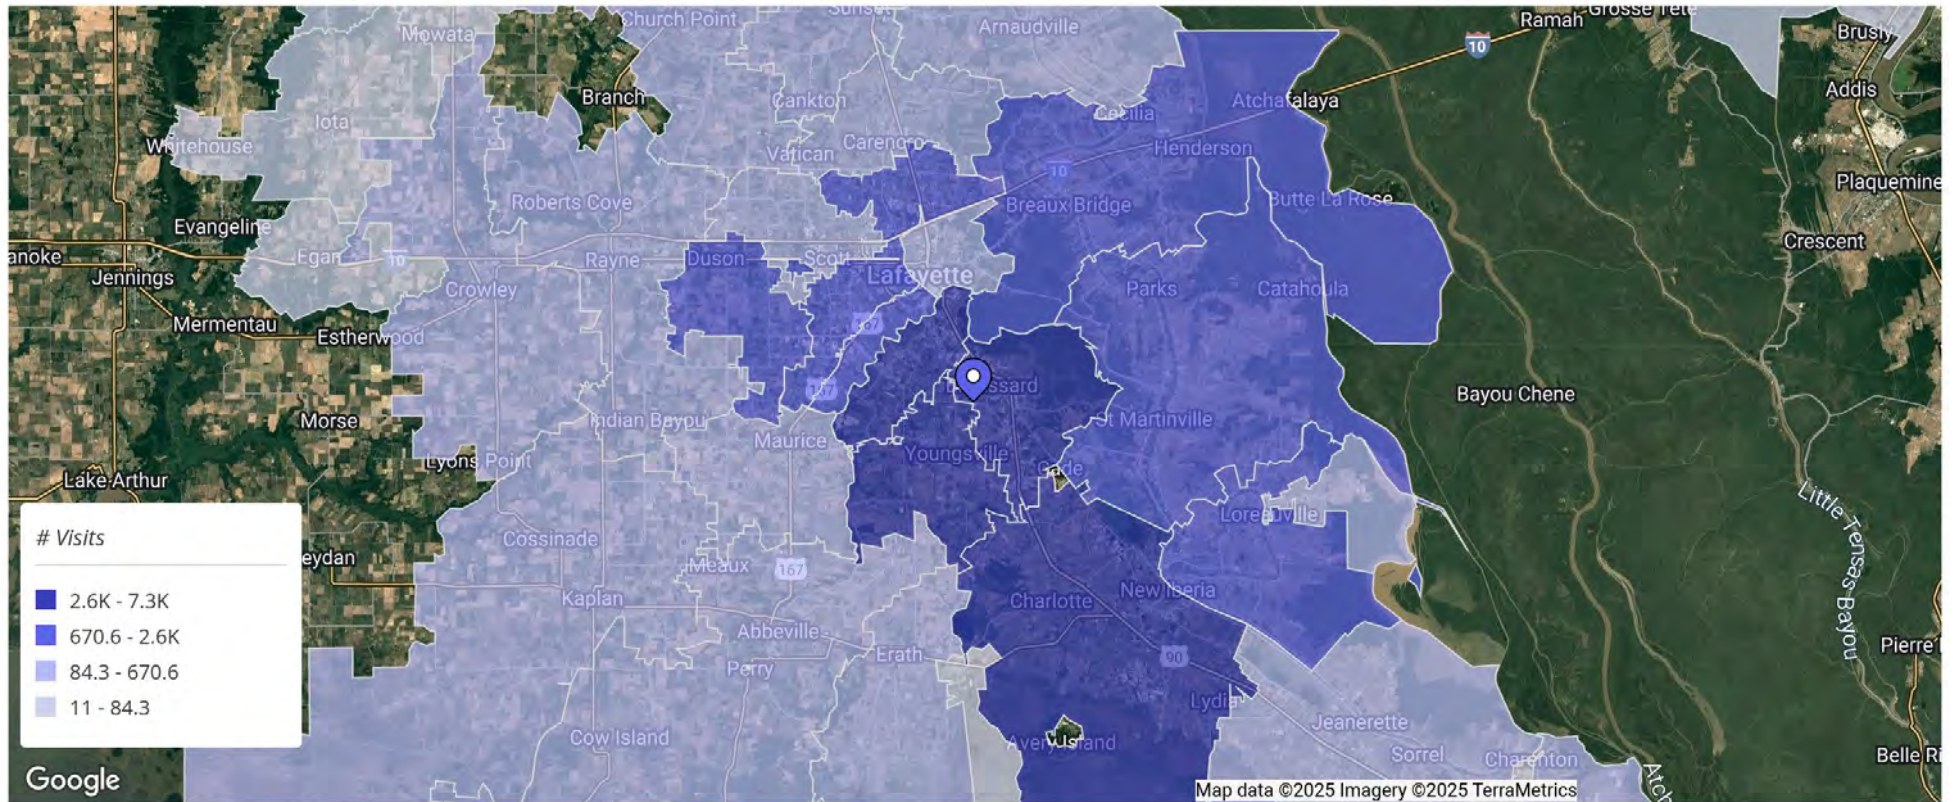 Church Point
Sunset
Arnaudville
Ramah
Grosse Tete
Mowata
Brusly
10
Branch
Cankton
Atchafalaya
Addis
Iota
Cecilia
Whitehouse
Vatican
Carencro
Henderson
10
Plaquemine
Roberts Cove
Breaux Bridge
Butte La Rose
Evangeline
Crescent
anoke
Egan
10
Rayne
Duson
Scott
Jennings
Lafayette
Crowley
Parks
Catahoula
Mermentau
Estherwood
167
167
ssard
Bayou Chene
Morse
Indian Bayou
Maurice
St Martinville
Youngsville
Lyons Point
Cade
Lake Arthur
Little Tensas Bayou
Loreauville
Cossinade
eydan
Meaux
167
Kaplan
Charlotte
New Iberia
Abbeville
Erath
Perry
90
Pierre
Lydia
Jeanerette
Cow Island
Avery Island
Sorrel
Charenton
Belle Ri
Atch
# Visits
2.6K - 7.3K
670.6 - 2.6K
84.3 - 670.6
11 - 84.3
Google
Map data ©2025 Imagery ©2025 TerraMetrics